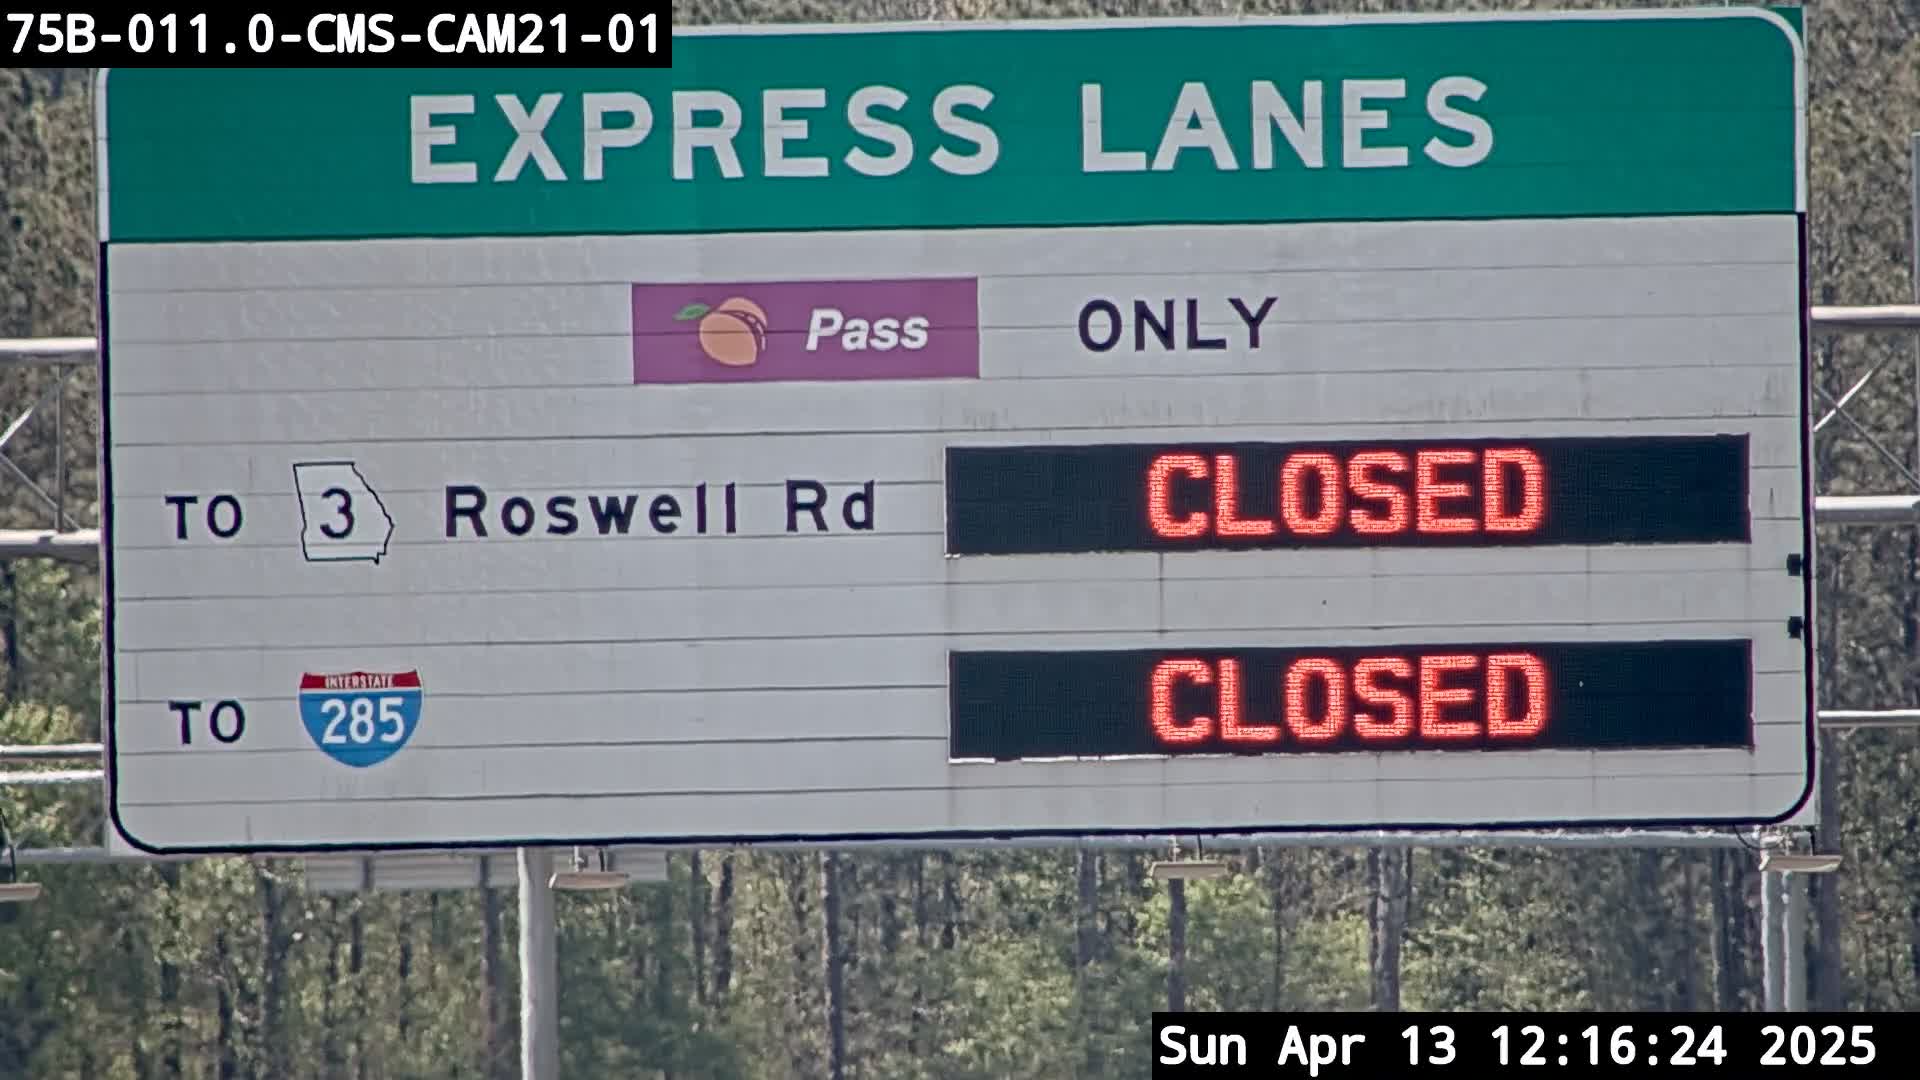 75B-011.0-CMS-CAM21-01
EXPRESS LANES
Pass ONLY
TO 3 Roswell Rd CLOSED
TO INTERSTATE 285 CLOSED
Sun Apr 13 12:16:24 2025